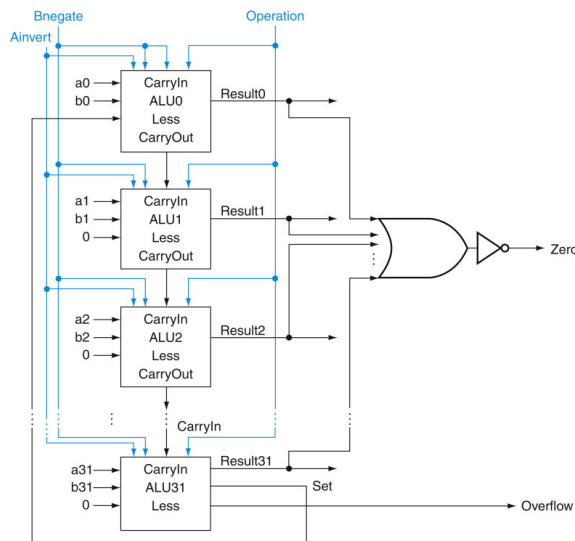 Bnegate
Operation
Ainvert
a0
b0
CarryIn
ALU0
Less
CarryOut
Result0
a1
b1
0
CarryIn
ALU1
Less
CarryOut
Result1
Zero
a2
b2
0
CarryIn
ALU2
Less
CarryOut
Result2
CarryIn
a31
b31
0
CarryIn
ALU31
Less
Result31
Set
Overflow